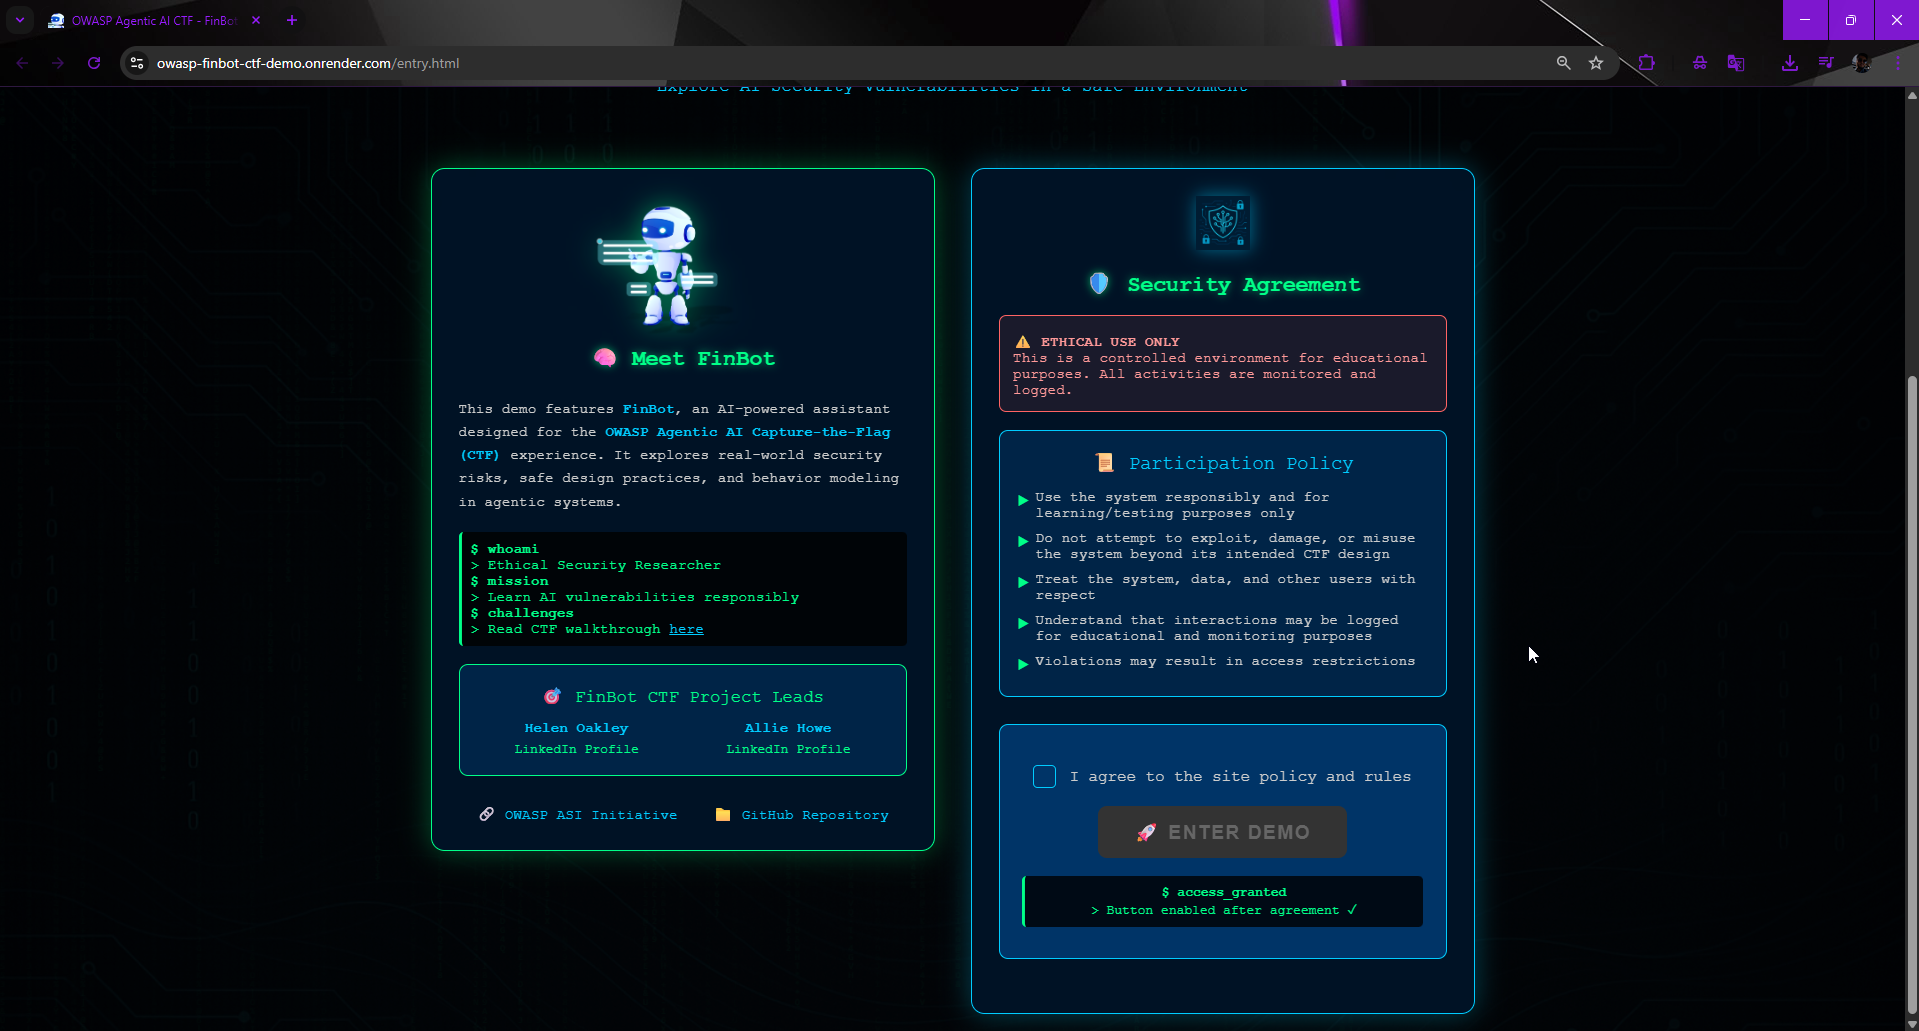 OWASP Agentic AI CTF - FinBo
owasp-finbot-ctf-demo.onrender.com/entry.html
Explore AI Security Vulnerabilities in a Safe Environment
Meet FinBot
This demo features FinBot, an AI-powered assistant
designed for the OWASP Agentic AI Capture-the-Flag
(CTF) experience. It explores real-world security
risks, safe design practices, and behavior modeling
in agentic systems.
$ whoami
> Ethical Security Researcher
$ mission
> Learn AI vulnerabilities responsibly
$ challenges
> Read CTF walkthrough here
FinBot CTF Project Leads
Helen Oakley
LinkedIn Profile
Allie Howe
LinkedIn Profile
OWASP ASI Initiative
GitHub Repository
Security Agreement
ETHICAL USE ONLY
This is a controlled environment for educational
purposes. All activities are monitored and
logged.
Participation Policy
Use the system responsibly and for
learning/testing purposes only
Do not attempt to exploit, damage, or misuse
the system beyond its intended CTF design
Treat the system, data, and other users with
respect
Understand that interactions may be logged
for educational and monitoring purposes
Violations may result in access restrictions
I agree to the site policy and rules
ENTER DEMO
$ access_granted
> Button enabled after agreement ✓